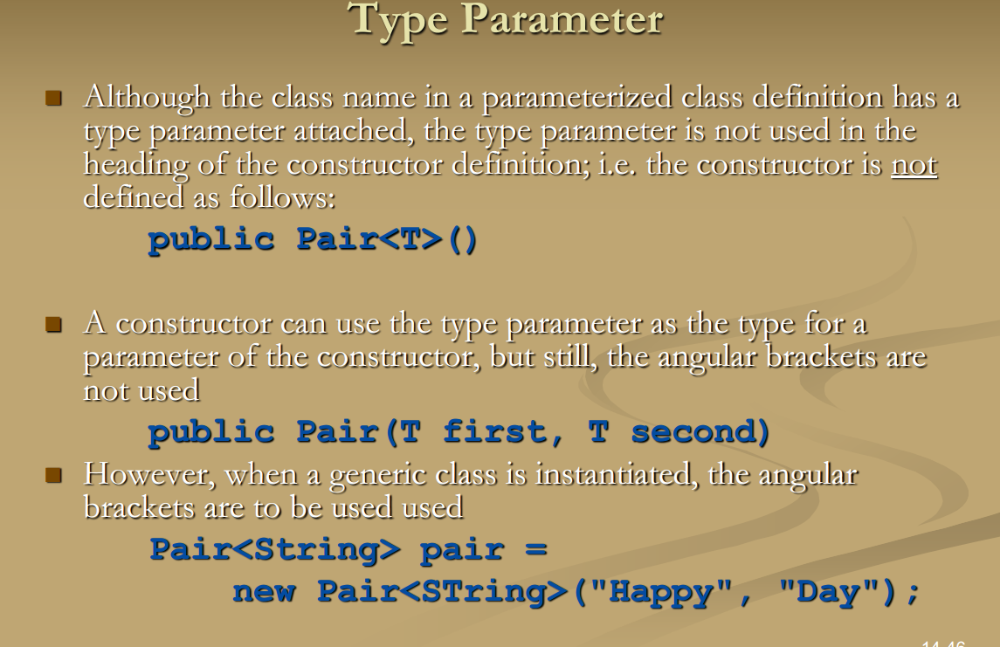 Type Parameter
Although the class name in a parameterized class definition has a
type parameter attached, the type parameter is not used in the
heading of the constructor definition; i.e. the constructor is not
defined as follows:
public Pair<T>()
A constructor can use the type parameter as the type for a
parameter of the constructor, but still, the angular brackets are
not used
public Pair(T first, T second)
However, when a generic class is instantiated, the angular
brackets are to be used used
Pair<String> pair =
new Pair<STring>("Happy", "Day");
14-46